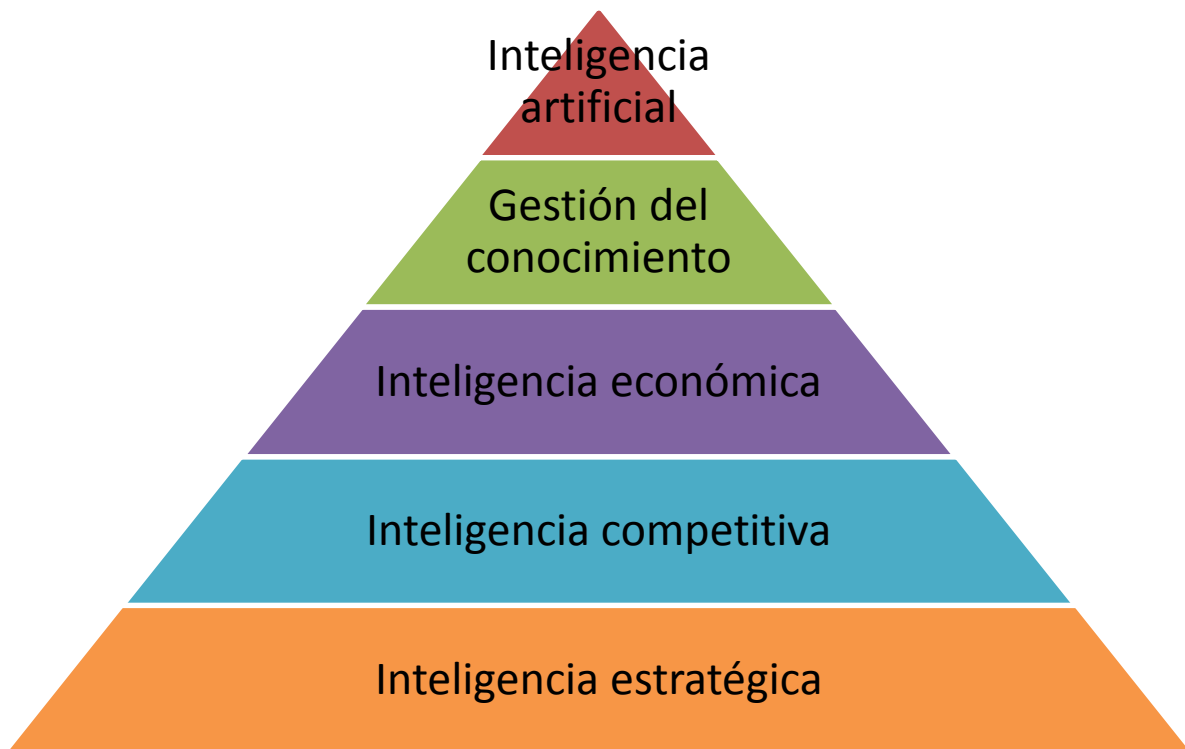 Inteligencia
artificial
Gestión del
conocimiento
Inteligencia económica
Inteligencia competitiva
Inteligencia estratégica